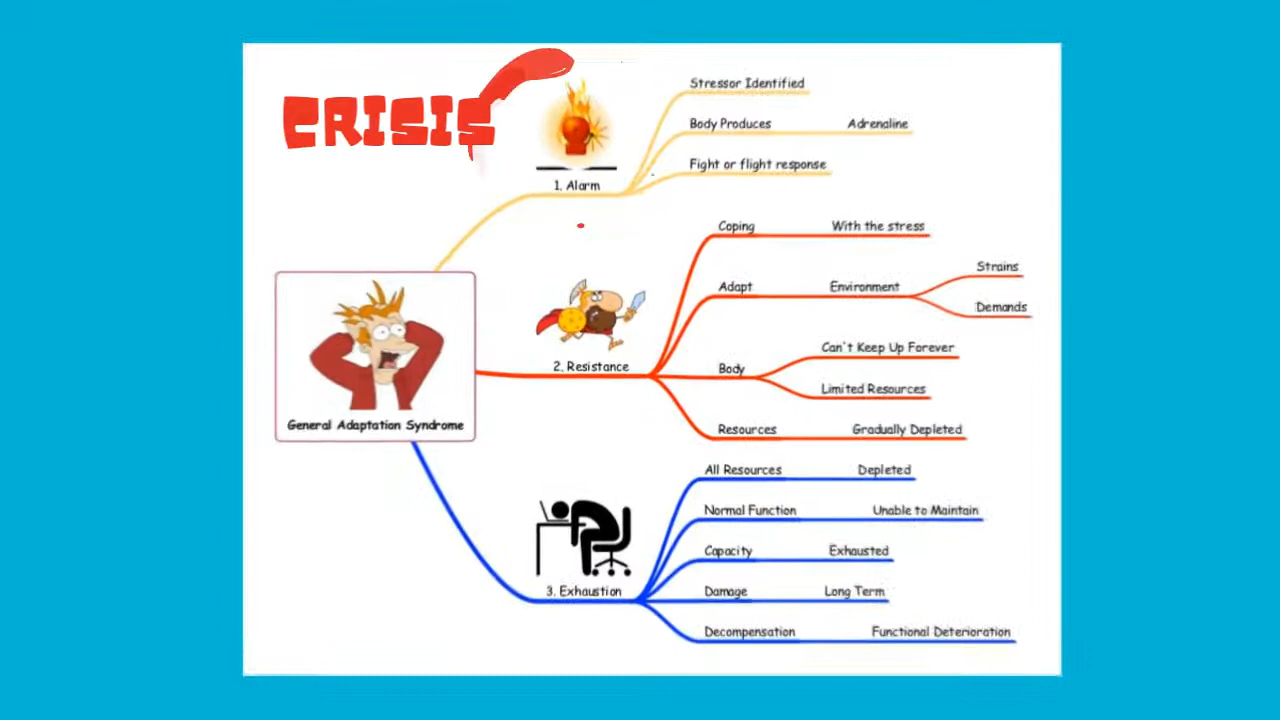 CRISIS
Stressor Identified
Body Produces Adrenaline
Fight or flight response
1. Alarm
Coping With the stress
Strains
Adapt Environment
Demands
Can't Keep Up Forever
2. Resistance Body
Limited Resources
Resources Gradually Depleted
General Adaptation Syndrome
All Resources Depleted
Normal Function Unable to Maintain
Capacity Exhausted
3. Exhaustion Damage Long Term
Decompensation Functional Deterioration